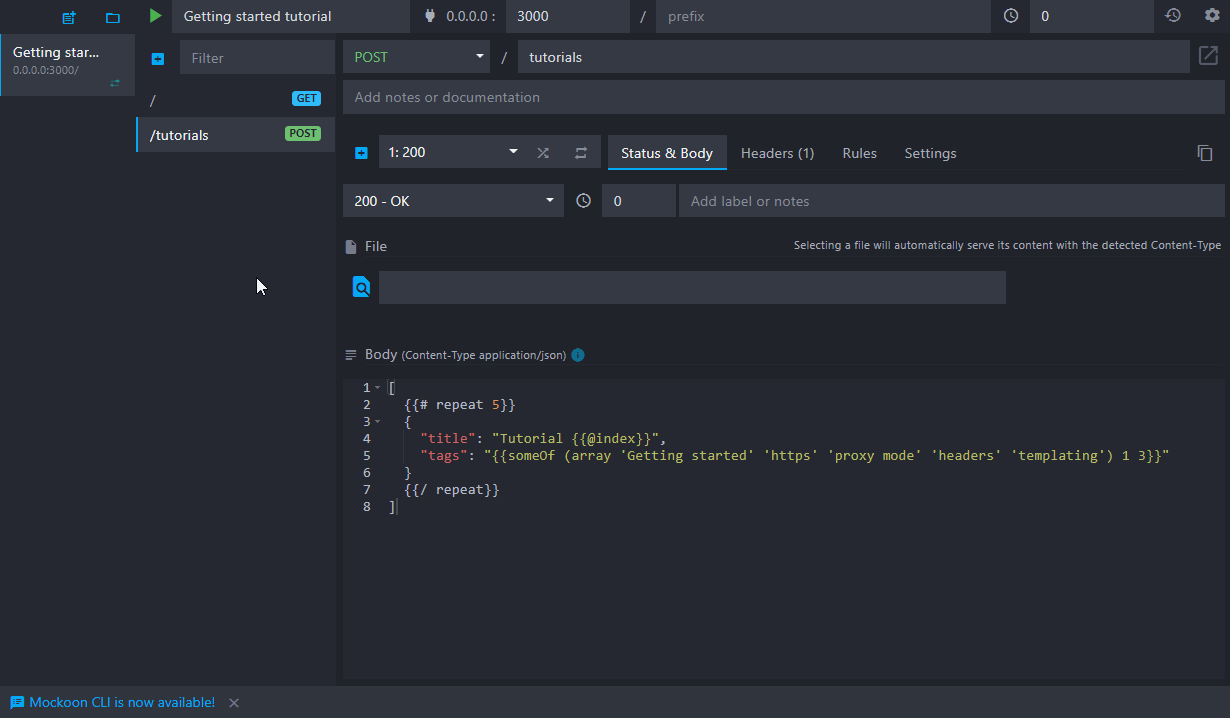 Getting started tutorial 0.0.0.0 : 3000 / prefix 0
Getting star...
0.0.0.0:3000/
Filter
/ GET
/tutorials POST
POST / tutorials
Add notes or documentation
1: 200 Status & Body Headers (1) Rules Settings
200 - OK 0 Add label or notes
File Selecting a file will automatically serve its content with the detected Content-Type
Body (Content-Type application/json)
1 [
2 {{# repeat 5}}
3 {
4 "title": "Tutorial {{@index}}",
5 "tags": "{{someOf (array 'Getting started' 'https' 'proxy mode' 'headers' 'templating') 1 3}}"
6 }
7 {{/ repeat}}
8 ]
Mockoon CLI is now available!